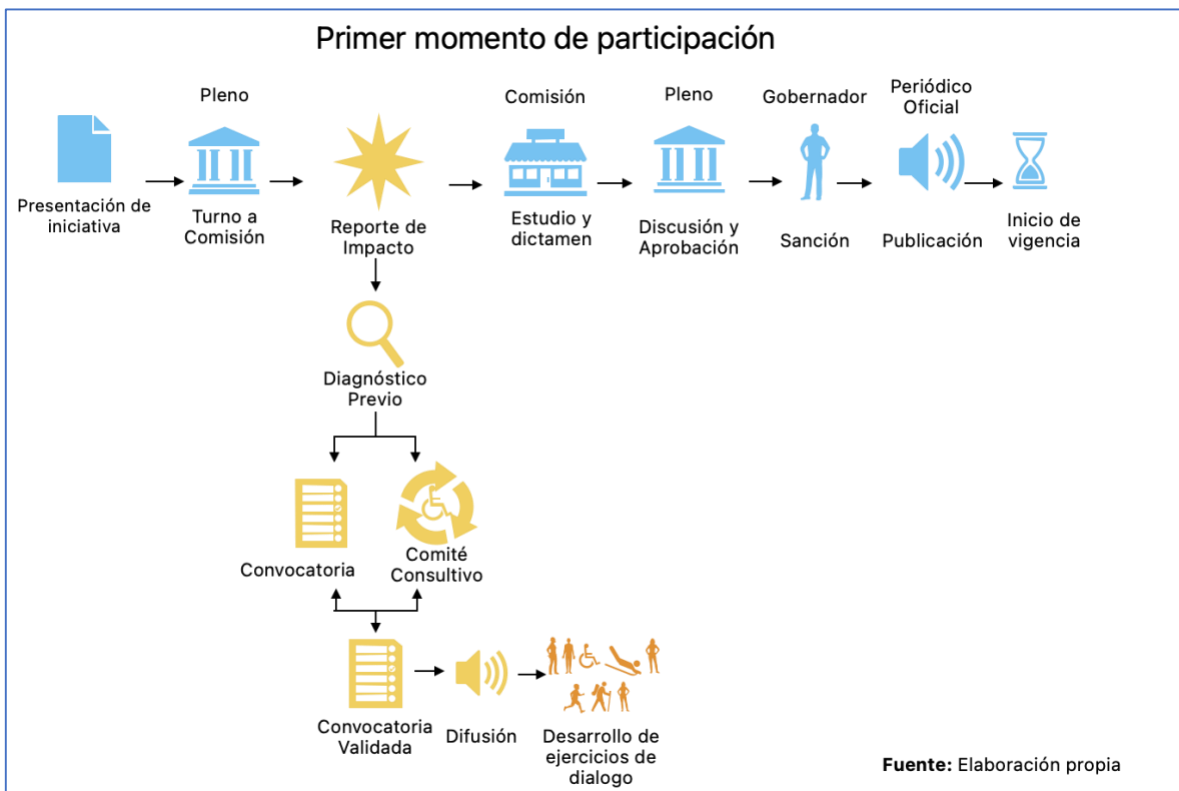 Primer momento de participación
Pleno
Comisión
Pleno
Gobernador
Periódico
Oficial
Presentación de
iniciativa
Turno a
Comisión
Reporte de
Impacto
Estudio y
dictamen
Discusión y
Aprobación
Sanción
Publicación
Inicio de
vigencia
Diagnóstico
Previo
Convocatoria
Comité
Consultivo
Convocatoria
Validada
Difusión
Desarrollo de
ejercicios de
dialogo
Fuente: Elaboración propia